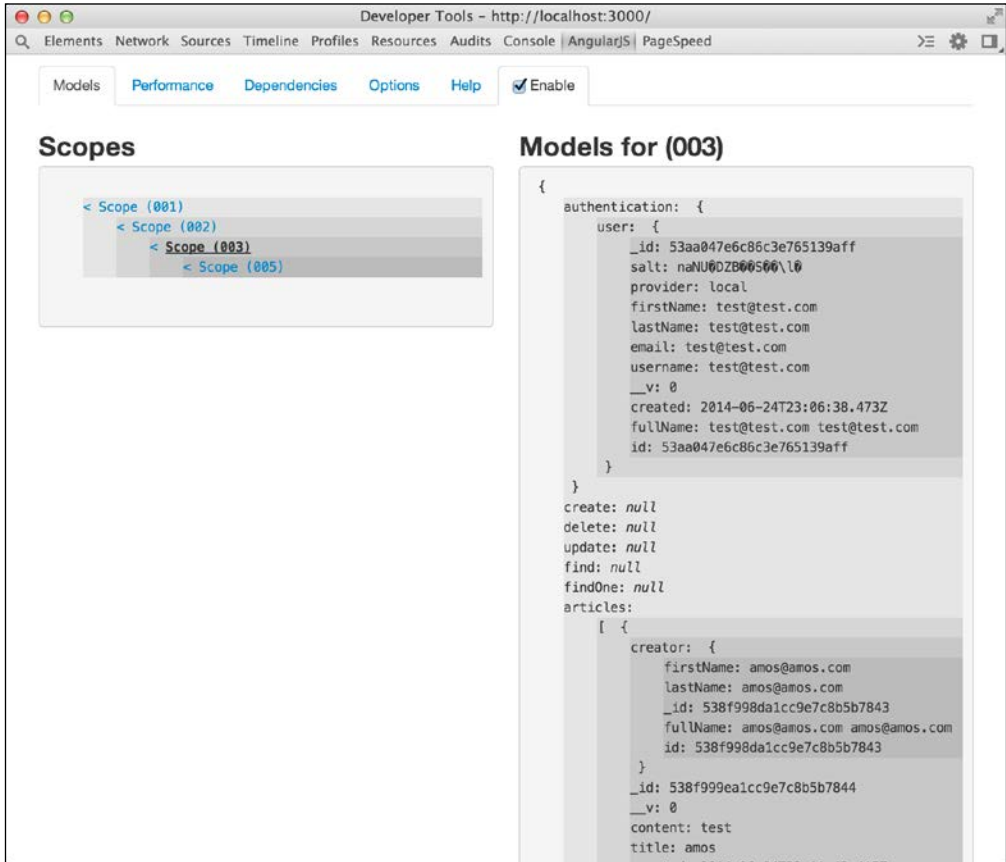 Developer Tools - http://localhost:3000/
Elements Network Sources Timeline Profiles Resources Audits Console AngularJS PageSpeed
Models Performance Dependencies Options Help Enable
Scopes
< Scope (001)
< Scope (002)
< Scope (003)
< Scope (005)
Models for (003)
{
authentication: {
user: {
_id: 53aa047e6c86c3e765139aff
salt: naNU�DZB��S��\l�
provider: local
firstName: test@test.com
lastName: test@test.com
email: test@test.com
username: test@test.com
__v: 0
created: 2014-06-24T23:06:38.473Z
fullName: test@test.com test@test.com
id: 53aa047e6c86c3e765139aff
}
}
create: null
delete: null
update: null
find: null
findOne: null
articles:
[ {
creator: {
firstName: amos@amos.com
lastName: amos@amos.com
_id: 538f998da1cc9e7c8b5b7843
fullName: amos@amos.com amos@amos.com
id: 538f998da1cc9e7c8b5b7843
}
_id: 538f999ea1cc9e7c8b5b7844
__v: 0
content: test
title: amos